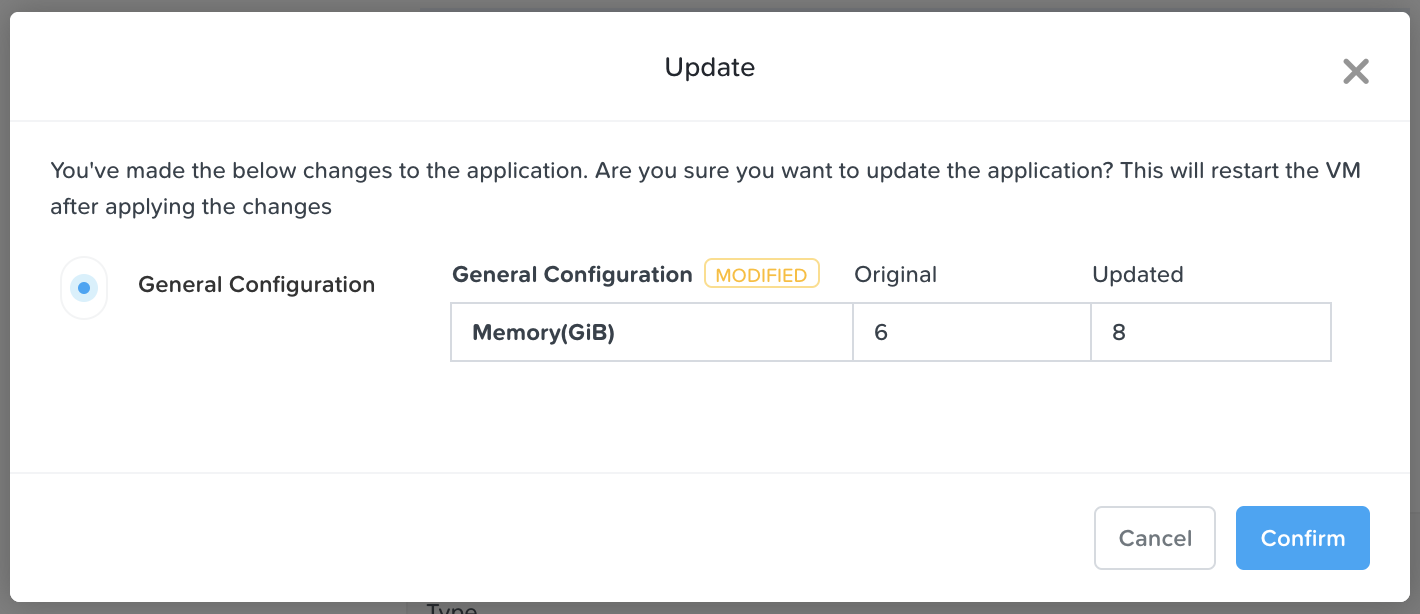 Update
You've made the below changes to the application. Are you sure you want to update the application? This will restart the VM
after applying the changes
General Configuration
General Configuration MODIFIED Original Updated
Memory(GiB) 6 8
Cancel Confirm
Type